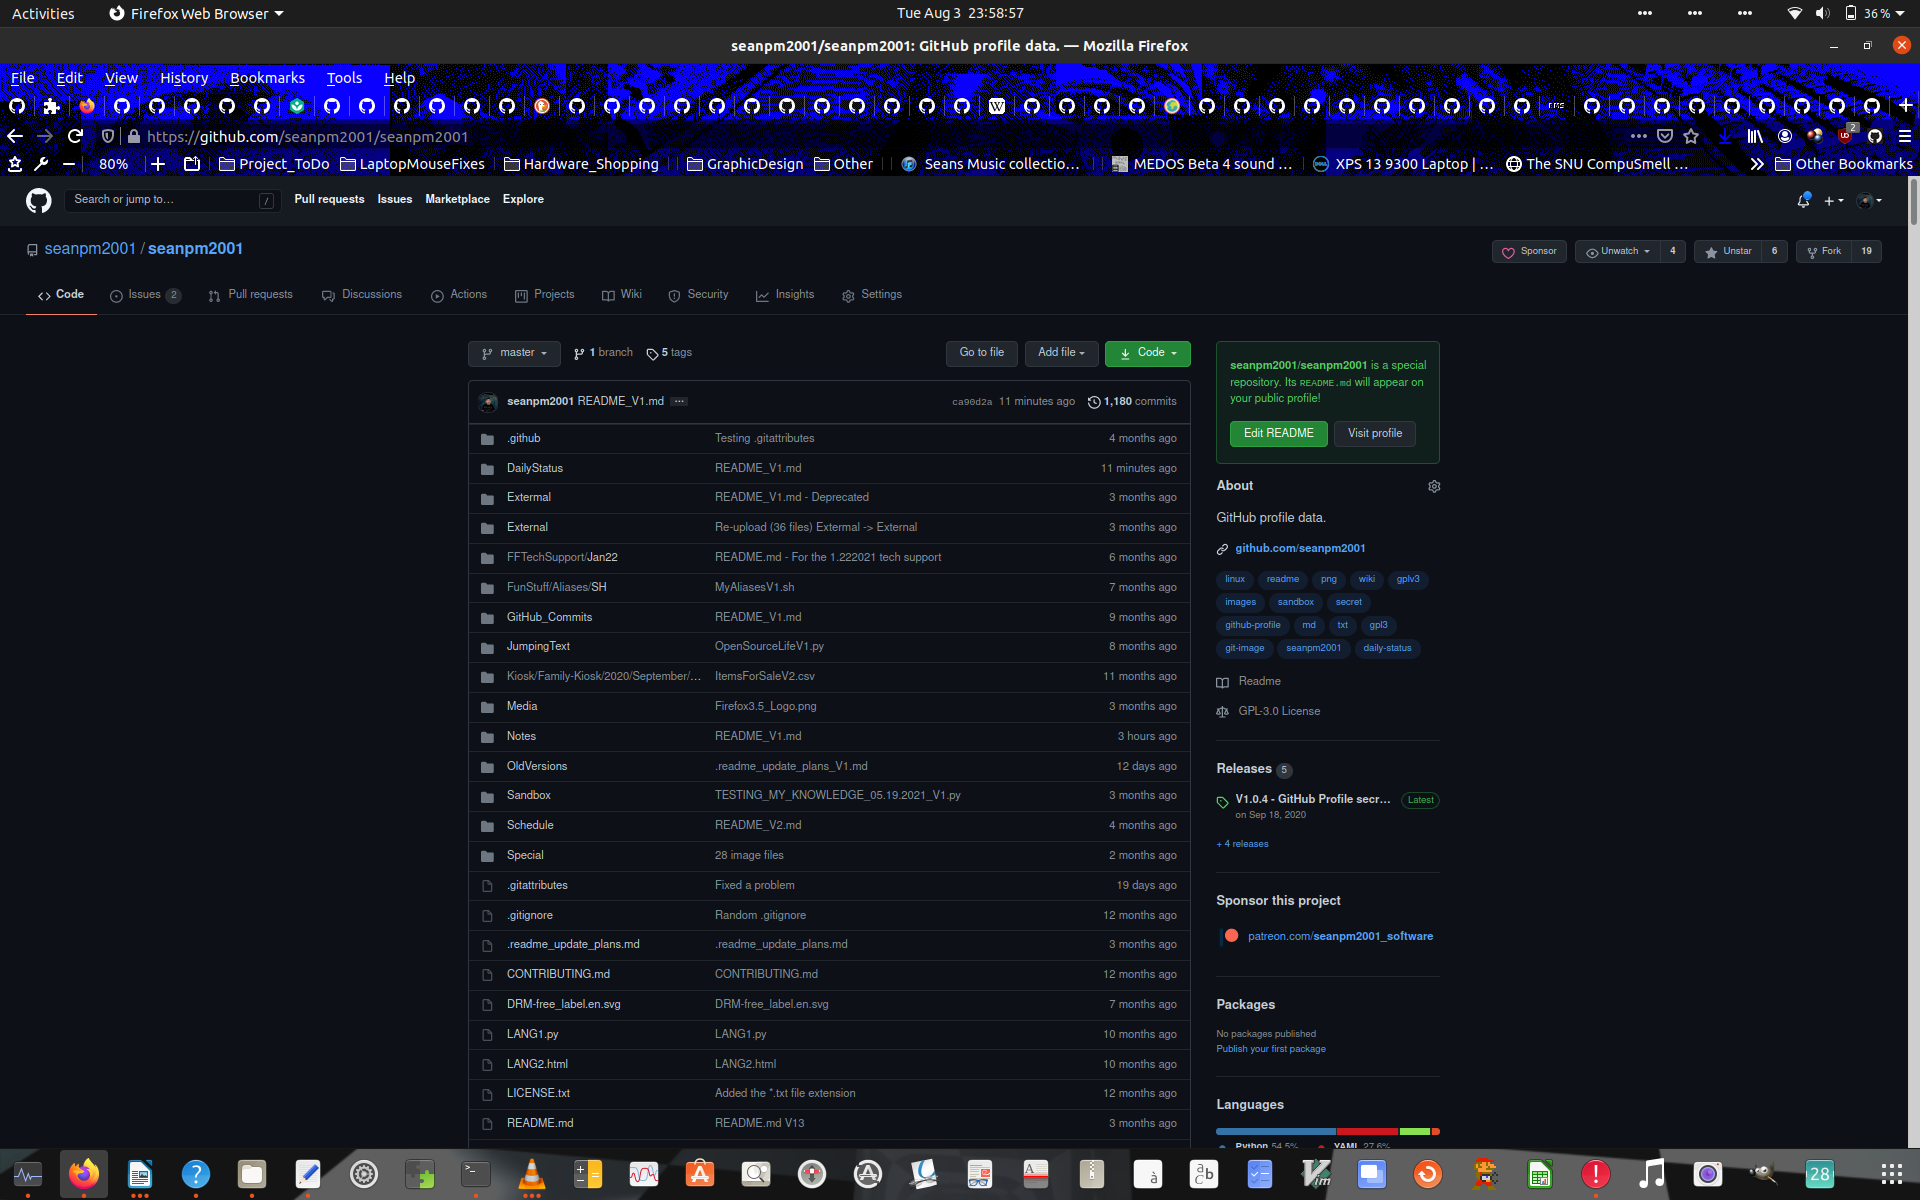 Activities
Firefox Web Browser
Tue Aug 3 23:58:57
36 %
seanpm2001/seanpm2001: GitHub profile data. — Mozilla Firefox
File Edit View History Bookmarks Tools Help
https://github.com/seanpm2001/seanpm2001
2
80%
Project_ToDo
LaptopMouseFixes
Hardware_Shopping
GraphicDesign
Other
Seans Music collectio…
MEDOS Beta 4 sound …
XPS 13 9300 Laptop | …
The SNU CompuSmell …
Other Bookmarks
Search or jump to…
/
Pull requests Issues Marketplace Explore
seanpm2001 / seanpm2001
Sponsor
Unwatch 4
Unstar 6
Fork 19
Code
Issues 2
Pull requests
Discussions
Actions
Projects
Wiki
Security
Insights
Settings
master
1 branch
5 tags
Go to file
Add file
Code
seanpm2001 README_V1.md …
ca90d2a 11 minutes ago
1,180 commits
.github Testing .gitattributes 4 months ago
DailyStatus README_V1.md 11 minutes ago
Extermal README_V1.md - Deprecated 3 months ago
External Re-upload (36 files) Extermal -> External 3 months ago
FFTechSupport/Jan22 README.md - For the 1.222021 tech support 6 months ago
FunStuff/Aliases/SH MyAliasesV1.sh 7 months ago
GitHub_Commits README_V1.md 9 months ago
JumpingText OpenSourceLifeV1.py 8 months ago
Kiosk/Family-Kiosk/2020/September/… ItemsForSaleV2.csv 11 months ago
Media Firefox3.5_Logo.png 3 months ago
Notes README_V1.md 3 hours ago
OldVersions .readme_update_plans_V1.md 12 days ago
Sandbox TESTING_MY_KNOWLEDGE_05.19.2021_V1.py 3 months ago
Schedule README_V2.md 4 months ago
Special 28 image files 2 months ago
.gitattributes Fixed a problem 19 days ago
.gitignore Random .gitignore 12 months ago
.readme_update_plans.md .readme_update_plans.md 3 months ago
CONTRIBUTING.md CONTRIBUTING.md 12 months ago
DRM-free_label.en.svg DRM-free_label.en.svg 7 months ago
LANG1.py LANG1.py 10 months ago
LANG2.html LANG2.html 10 months ago
LICENSE.txt Added the *.txt file extension 12 months ago
README.md README.md V13 3 months ago
seanpm2001/seanpm2001 is a special
repository. Its README.md will appear on
your public profile!
Edit README
Visit profile
About
GitHub profile data.
github.com/seanpm2001
linux readme png wiki gplv3
images sandbox secret
github-profile md txt gpl3
git-image seanpm2001 daily-status
Readme
GPL-3.0 License
Releases 5
V1.0.4 - GitHub Profile secr… Latest
on Sep 18, 2020
+ 4 releases
Sponsor this project
patreon.com/seanpm2001_software
Packages
No packages published
Publish your first package
Languages
Python 54.5% YAML 27.6%
28